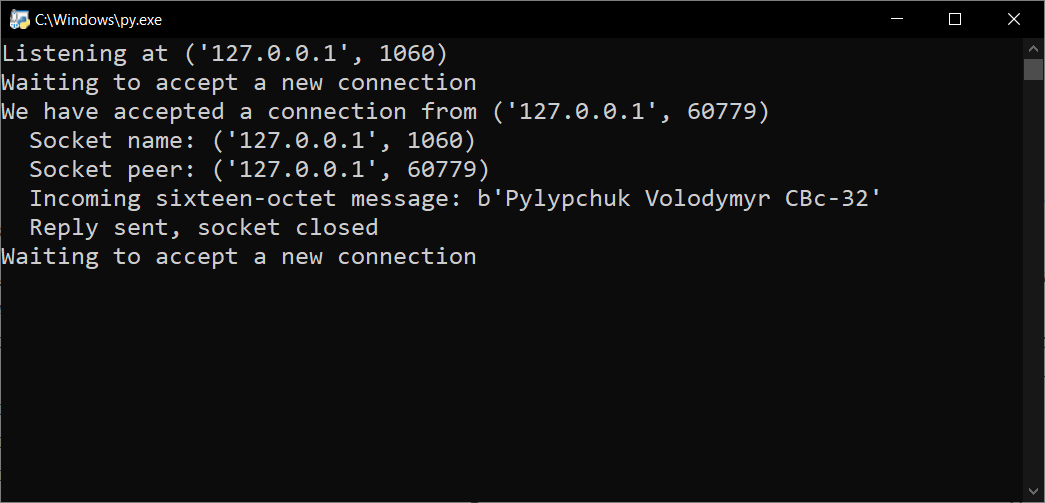 C:\Windows\py.exe
Listening at ('127.0.0.1', 1060)
Waiting to accept a new connection
We have accepted a connection from ('127.0.0.1', 60779)
  Socket name: ('127.0.0.1', 1060)
  Socket peer: ('127.0.0.1', 60779)
  Incoming sixteen-octet message: b'Pylypchuk Volodymyr CBc-32'
  Reply sent, socket closed
Waiting to accept a new connection